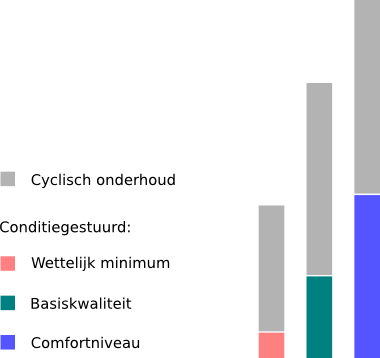 Cyclisch onderhoud
Conditiegestuurd:
Wettelijk minimum
Basiskwaliteit
Comfortniveau